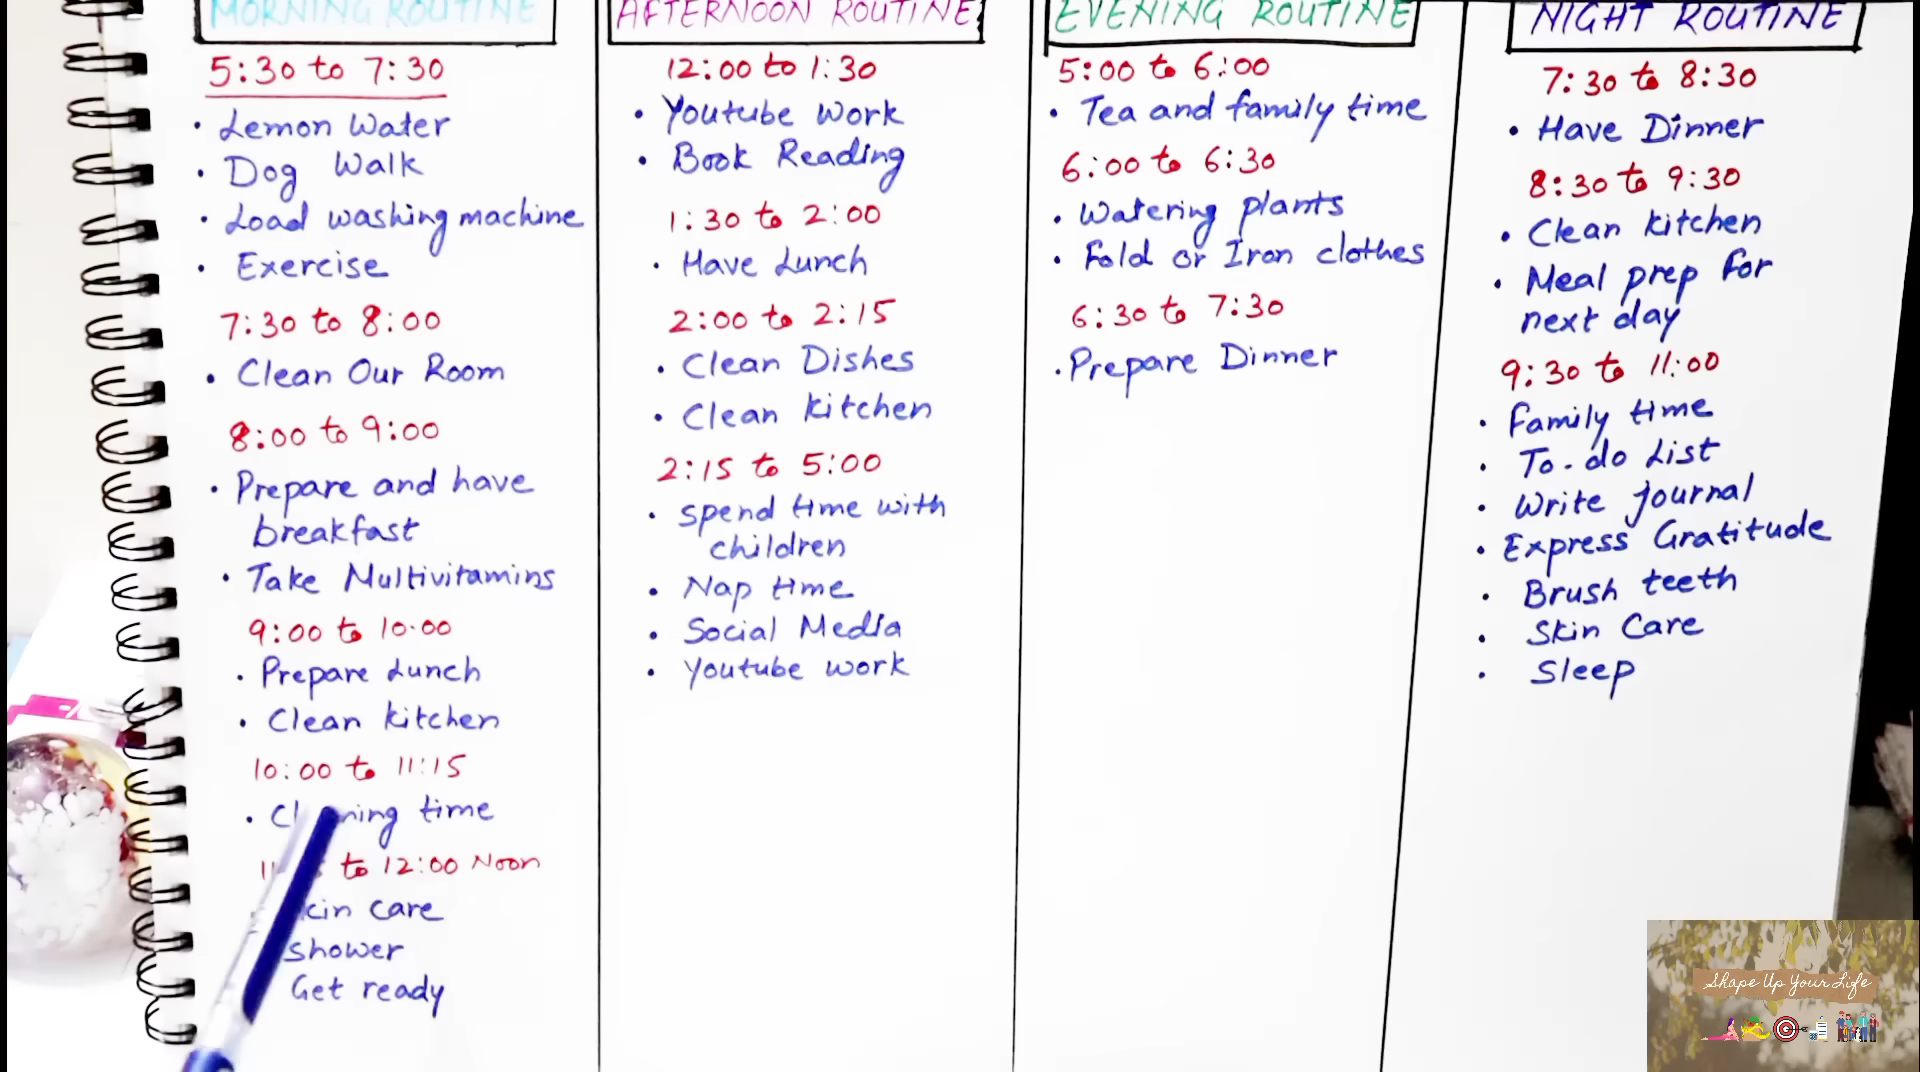 MORNING ROUTINE
5:30 to 7:30
• Lemon Water
• Dog Walk
• Load washing machine
• Exercise
7:30 to 8:00
• Clean Our Room
8:00 to 9:00
• Prepare and have
breakfast
• Take Multivitamins
9:00 to 10.00
• Prepare Lunch
• Clean kitchen
10:00 to 11:15
• time
to 12:00 Noon
care
shower
Get ready
AFTERNOON ROUTINE
12:00 to 1:30
• Youtube Work
• Book Reading
1:30 to 2:00
• Have Lunch
2:00 to 2:15
• Clean Dishes
• Clean kitchen
2:15 to 5:00
• spend time with
children
• Nap time
• Social Media
• Youtube work
EVENING ROUTINE
5:00 to 6:00
• Tea and family time
6:00 to 6:30
• Watering plants
• Fold or Iron clothes
6:30 to 7:30
• Prepare Dinner
NIGHT ROUTINE
7:30 to 8:30
• Have Dinner
8:30 to 9:30
• Clean kitchen
• Meal prep for
next day
9:30 to 11:00
• Family time
• To-do List
• Write journal
• Express Gratitude
• Brush teeth
• Skin Care
• Sleep
Shape Up Your Life